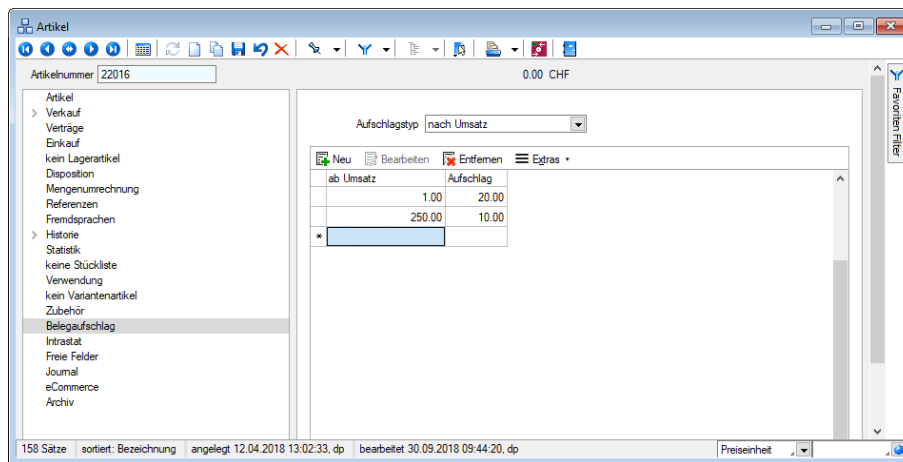 Artikel
Artikelnummer 22016 0.00 CHF
Artikel
Verkauf
Verträge
Einkauf
kein Lagerartikel
Disposition
Mengenumrechnung
Referenzen
Fremdsprachen
Historie
Statistik
keine Stückliste
Verwendung
kein Variantenartikel
Zubehör
Belegaufschlag
Intrastat
Freie Felder
Journal
eCommerce
Archiv
Aufschlagstyp nach Umsatz
Neu Bearbeiten Entfernen Extras
ab Umsatz Aufschlag
1.00 20.00
250.00 10.00
*
Favoriten Filter
158 Sätze sortiert: Bezeichnung angelegt 12.04.2018 13:02:33, dp bearbeitet 30.09.2018 09:44:20, dp Preiseinheit